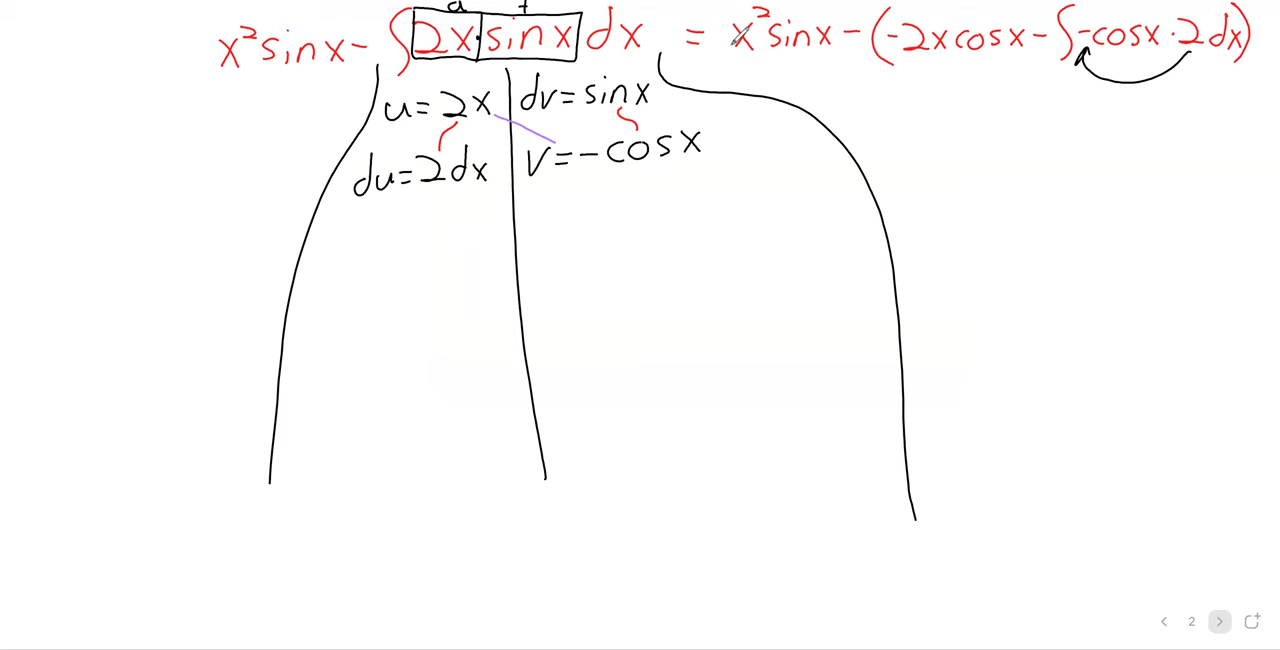 x²sinx - ∫2x·sinx dx = x²sinx - (-2xcosx - ∫-cosx·2dx)
u=2x dv=sinx
du=2dx v=-cosx
2